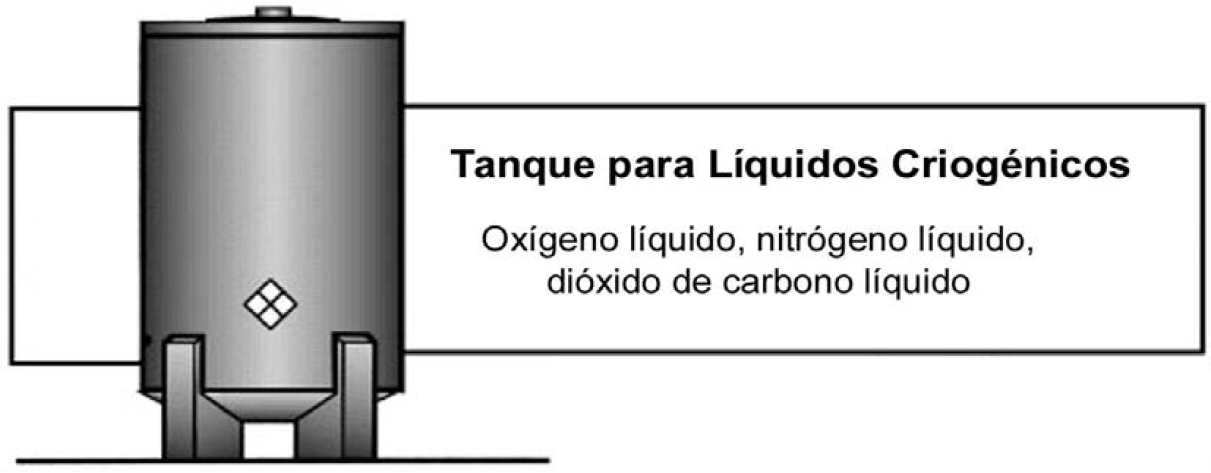 Tanque para Líquidos Criogénicos
Oxígeno líquido, nitrógeno líquido,
dióxido de carbono líquido